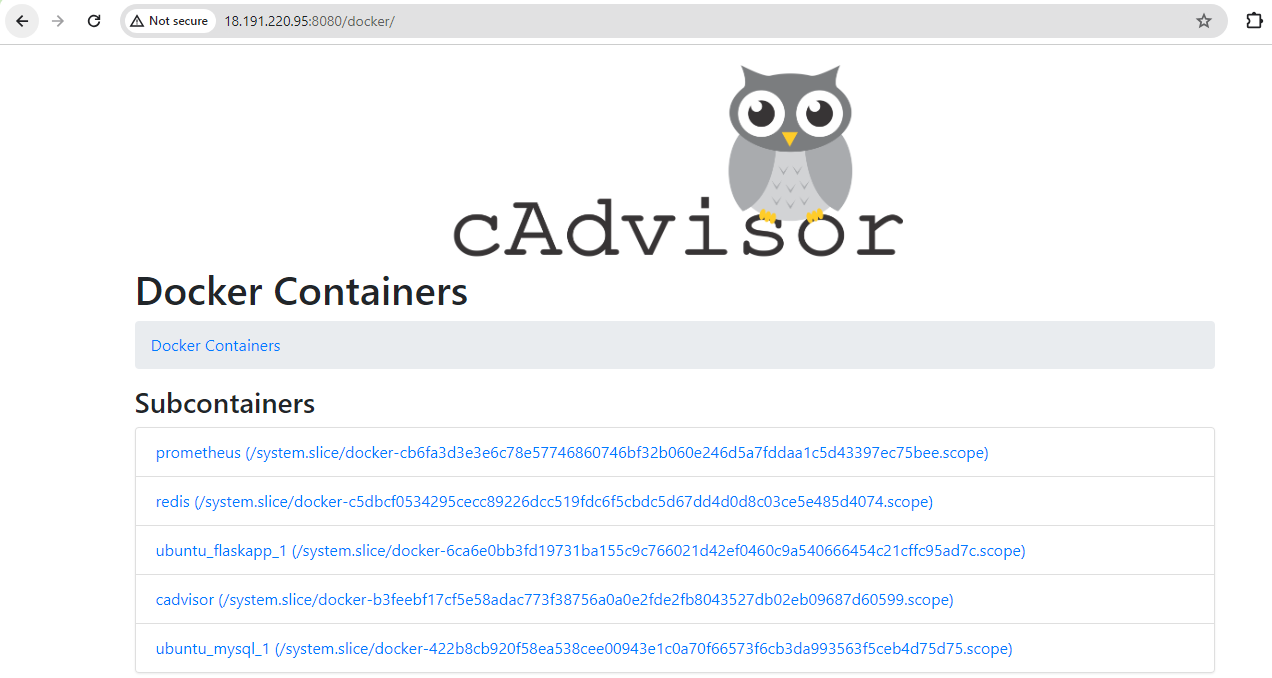 Not secure 18.191.220.95:8080/docker/
cAdvisor
Docker Containers
Docker Containers
Subcontainers
prometheus (/system.slice/docker-cb6fa3d3e3e6c78e57746860746bf32b060e246d5a7fddaa1c5d43397ec75bee.scope)
redis (/system.slice/docker-c5dbcf0534295cecc89226dcc519fdc6f5cbdc5d67dd4d0d8c03ce5e485d4074.scope)
ubuntu_flaskapp_1 (/system.slice/docker-6ca6e0bb3fd19731ba155c9c766021d42ef0460c9a540666454c21cffc95ad7c.scope)
cadvisor (/system.slice/docker-b3feebf17cf5e58adac773f38756a0a0e2fde2fb8043527db02eb09687d60599.scope)
ubuntu_mysql_1 (/system.slice/docker-422b8cb920f58ea538cee00943e1c0a70f66573f6cb3da993563f5ceb4d75d75.scope)